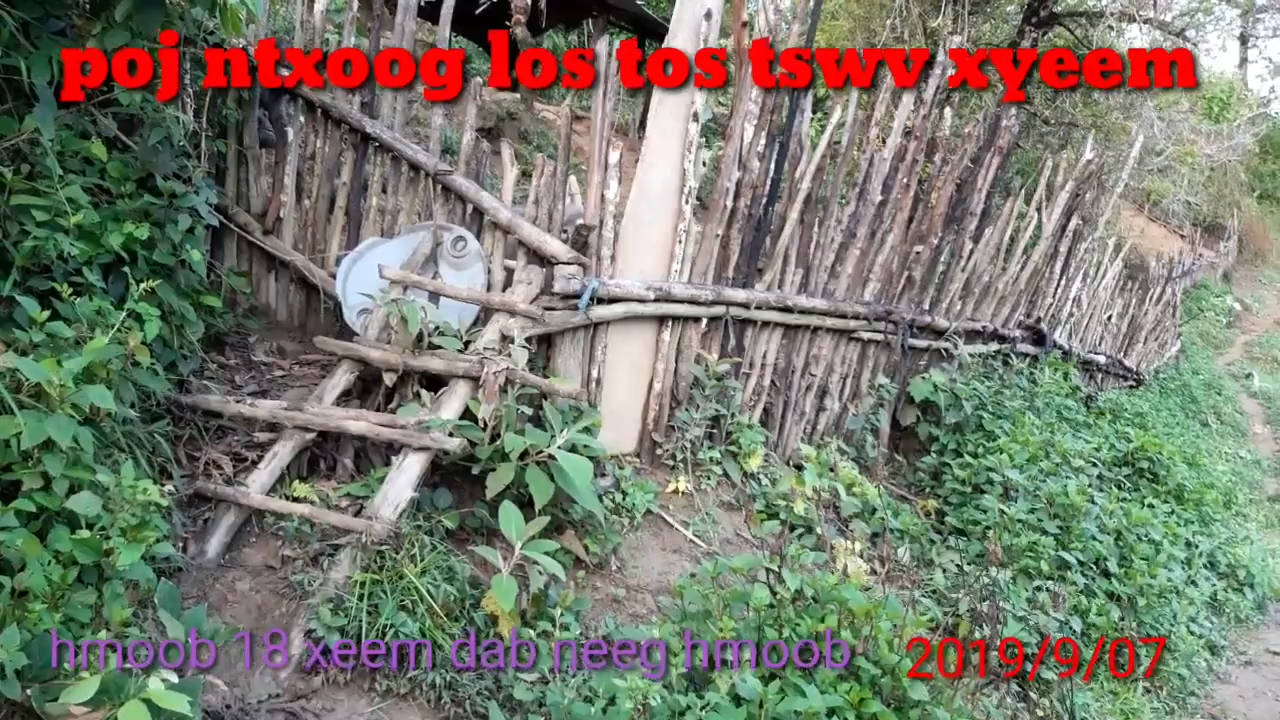 poj ntxoog los tos tswv xyeem
hmoob 18 xeem dab neeg hmoob 2019/9/07